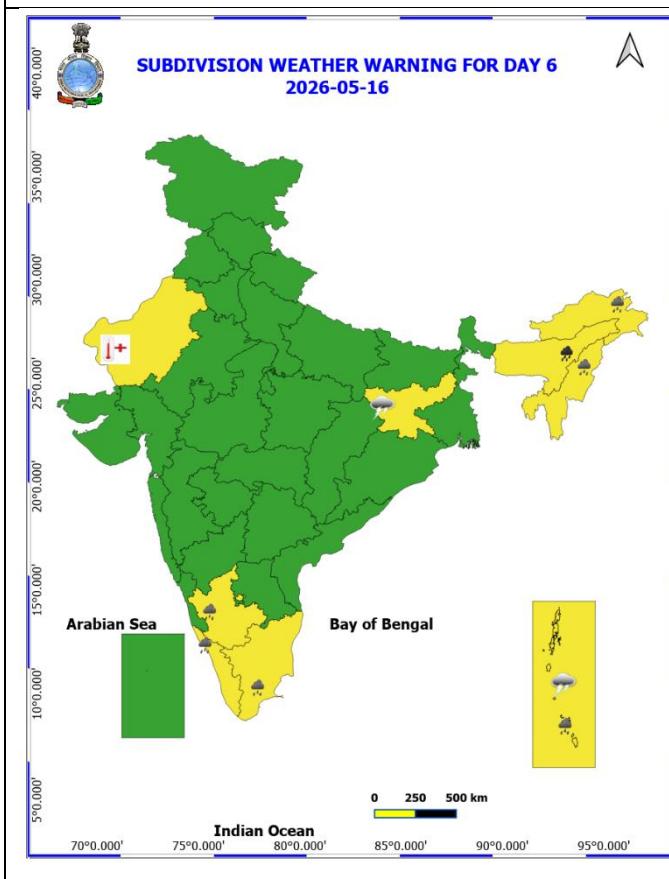 SUBDIVISION WEATHER WARNING FOR DAY 6
2026-05-16
40°0.000'
35°0.000'
30°0.000'
25°0.000'
20°0.000'
15°0.000'
10°0.000'
5°0.000'
Arabian Sea
Bay of Bengal
0 250 500 km
Indian Ocean
70°0.000' 75°0.000' 80°0.000' 85°0.000' 90°0.000' 95°0.000'